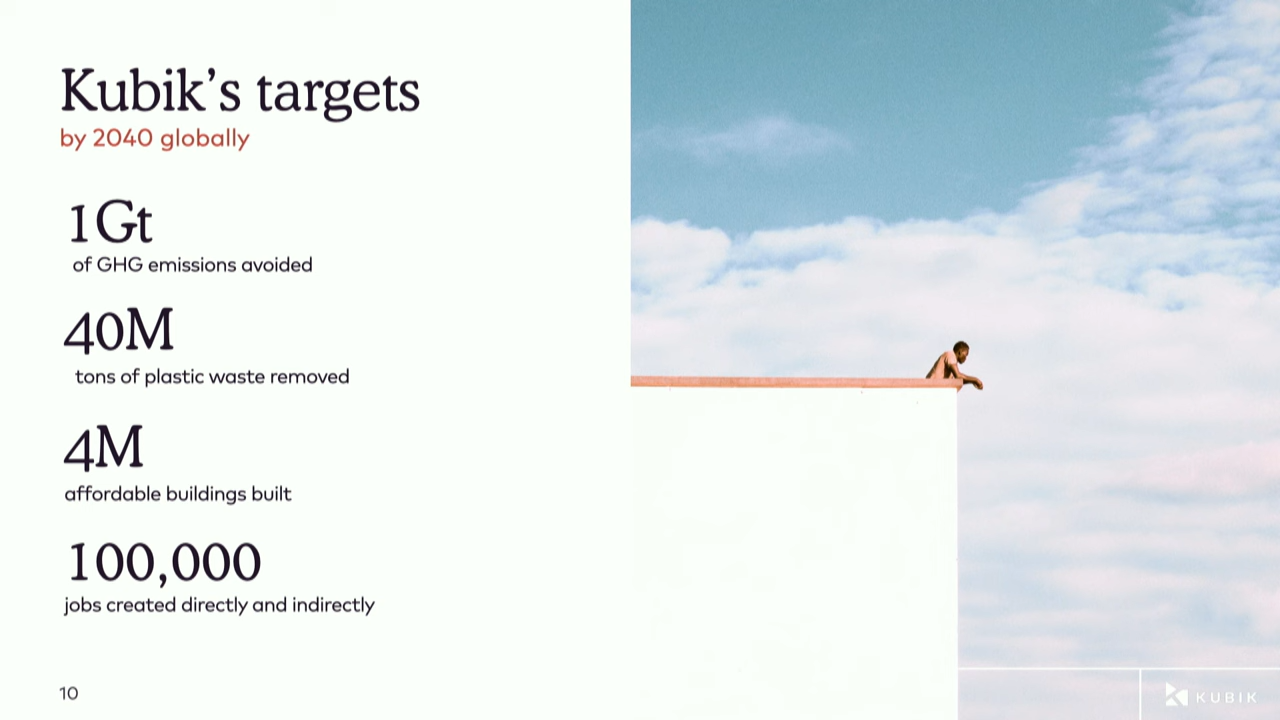 Kubik’s targets
by 2040 globally
1Gt
of GHG emissions avoided
40M
tons of plastic waste removed
4M
affordable buildings built
100,000
jobs created directly and indirectly
10
KUBIK